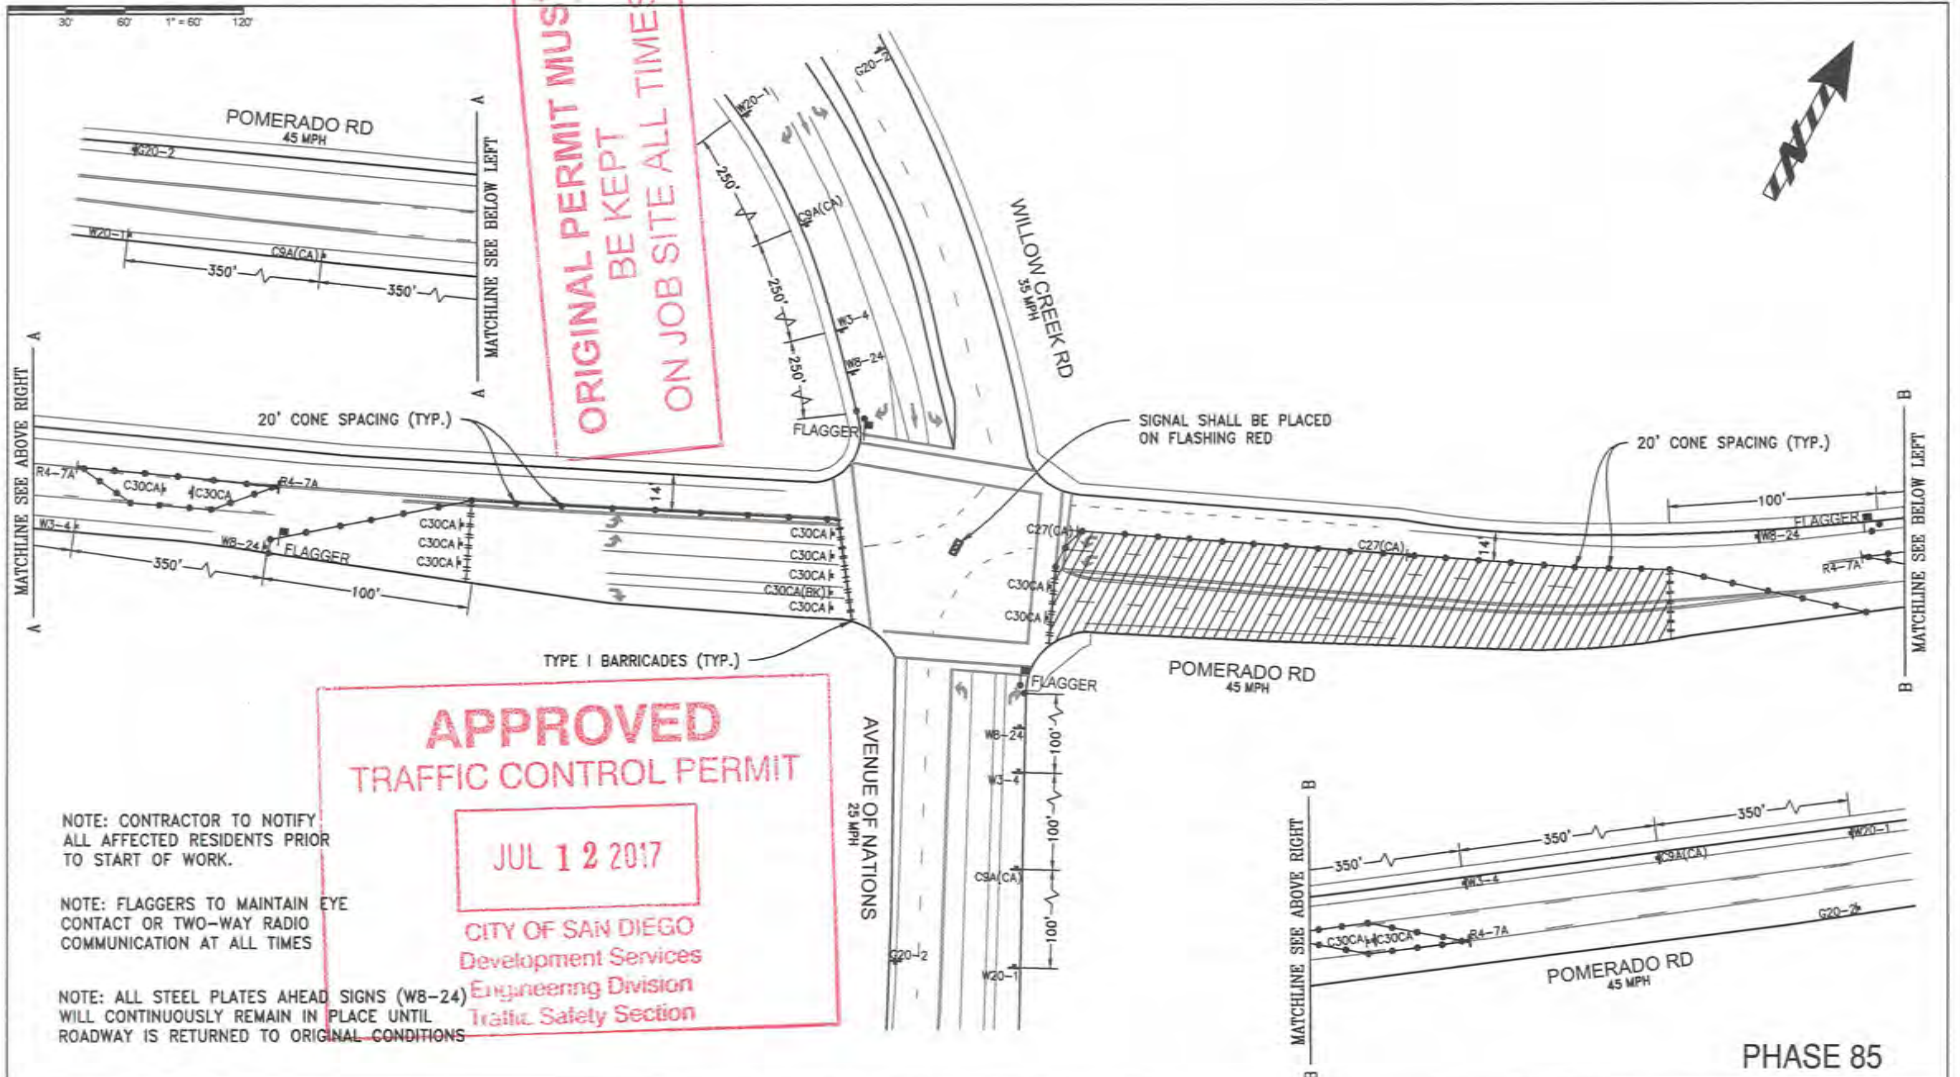 30'
60'
1" = 60'
120'
ORIGINAL PERMIT MUS
BE KEPT
ON JOB SITE ALL TIMES
POMERADO RD
45 MPH
G20-2
W20-1
C9A(CA)
350'
350'
A
MATCHLINE SEE BELOW LEFT
A
G20-2
W20-1
250'
C9A(CA)
250'
W3-4
W8-24
250'
FLAGGER
WILLOW CREEK RD
35 MPH
N
A
MATCHLINE SEE ABOVE RIGHT
A
20' CONE SPACING (TYP.)
R4-7A
C30CA
C30CA
R4-7A
W3-4
W8-24
FLAGGER
350'
100'
C30CA
C30CA
C30CA
14'
C30CA
C30CA
C30CA
C30CA(BK)
C30CA
TYPE I BARRICADES (TYP.)
SIGNAL SHALL BE PLACED
ON FLASHING RED
20' CONE SPACING (TYP.)
C27(CA)
C27(CA)
14'
C30CA
C30CA
100'
FLAGGER
W8-24
R4-7A
B
MATCHLINE SEE BELOW LEFT
B
POMERADO RD
45 MPH
FLAGGER
W8-24
100'
W3-4
100'
C9A(CA)
100'
W20-1
G20-2
AVENUE OF NATIONS
25 MPH
APPROVED
TRAFFIC CONTROL PERMIT
JUL 12 2017
CITY OF SAN DIEGO
Development Services
Engineering Division
Traffic Safety Section
NOTE: CONTRACTOR TO NOTIFY
ALL AFFECTED RESIDENTS PRIOR
TO START OF WORK.
NOTE: FLAGGERS TO MAINTAIN EYE
CONTACT OR TWO-WAY RADIO
COMMUNICATION AT ALL TIMES
NOTE: ALL STEEL PLATES AHEAD SIGNS (W8-24)
WILL CONTINUOUSLY REMAIN IN PLACE UNTIL
ROADWAY IS RETURNED TO ORIGINAL CONDITIONS
B
MATCHLINE SEE ABOVE RIGHT
B
350'
350'
350'
W3-4
C9A(CA)
W20-1
C30CA
C30CA
R4-7A
G20-2
POMERADO RD
45 MPH
PHASE 85